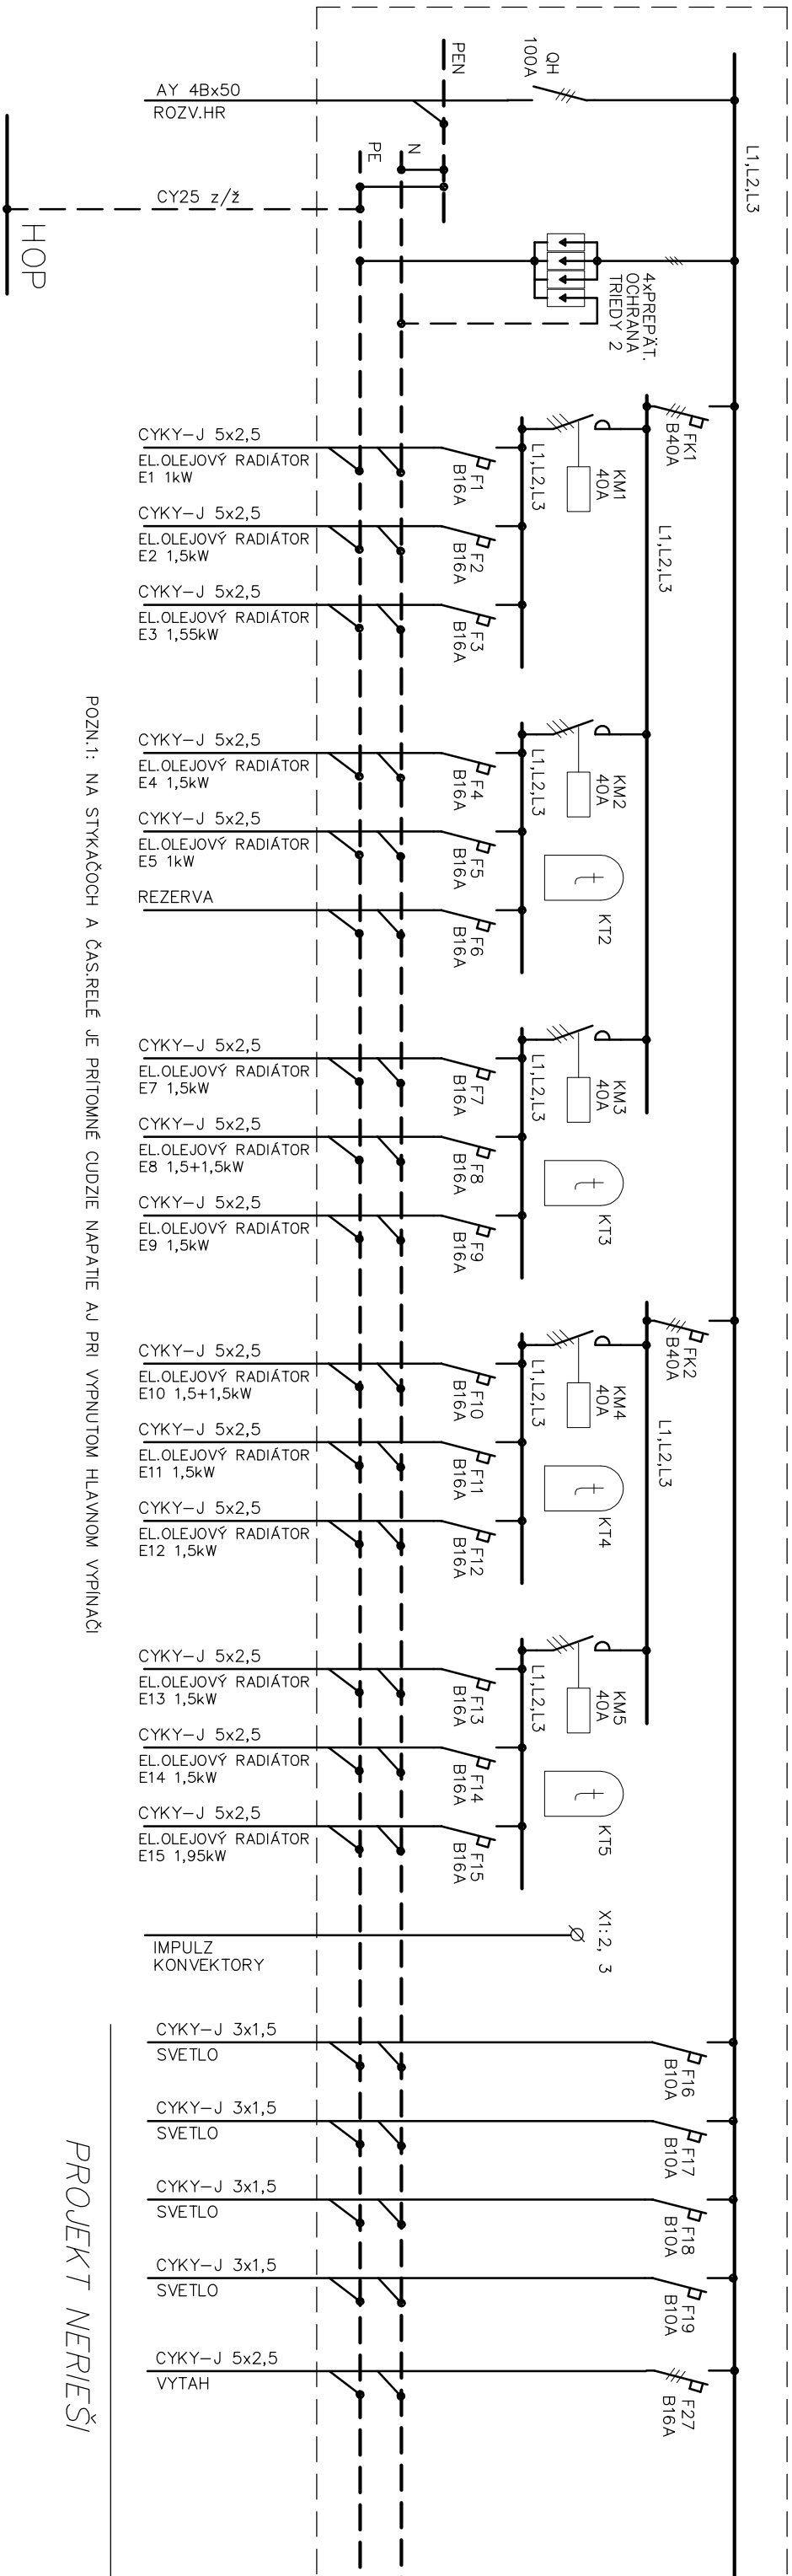 L1,L2,L3
QH
100A
PEN
AY 4Bx50
ROZV.HR
N
PE
CY25 z/ž
HOP
4xPREPÄT.
OCHRANA
TRIEDY 2
FK1
B40A
L1,L2,L3
KM1
40A
L1,L2,L3
F1
B16A
CYKY-J 5x2,5
EL.OLEJOVÝ RADIÁTOR
E1 1kW
F2
B16A
CYKY-J 5x2,5
EL.OLEJOVÝ RADIÁTOR
E2 1,5kW
F3
B16A
CYKY-J 5x2,5
EL.OLEJOVÝ RADIÁTOR
E3 1,55kW
KM2
40A
L1,L2,L3
KT2
t
F4
B16A
CYKY-J 5x2,5
EL.OLEJOVÝ RADIÁTOR
E4 1,5kW
F5
B16A
CYKY-J 5x2,5
EL.OLEJOVÝ RADIÁTOR
E5 1kW
F6
B16A
REZERVA
KM3
40A
L1,L2,L3
KT3
t
F7
B16A
CYKY-J 5x2,5
EL.OLEJOVÝ RADIÁTOR
E7 1,5kW
F8
B16A
CYKY-J 5x2,5
EL.OLEJOVÝ RADIÁTOR
E8 1,5+1,5kW
F9
B16A
CYKY-J 5x2,5
EL.OLEJOVÝ RADIÁTOR
E9 1,5kW
FK2
B40A
L1,L2,L3
KM4
40A
L1,L2,L3
KT4
t
F10
B16A
CYKY-J 5x2,5
EL.OLEJOVÝ RADIÁTOR
E10 1,5+1,5kW
F11
B16A
CYKY-J 5x2,5
EL.OLEJOVÝ RADIÁTOR
E11 1,5kW
F12
B16A
CYKY-J 5x2,5
EL.OLEJOVÝ RADIÁTOR
E12 1,5kW
KM5
40A
L1,L2,L3
KT5
t
F13
B16A
CYKY-J 5x2,5
EL.OLEJOVÝ RADIÁTOR
E13 1,5kW
F14
B16A
CYKY-J 5x2,5
EL.OLEJOVÝ RADIÁTOR
E14 1,5kW
F15
B16A
CYKY-J 5x2,5
EL.OLEJOVÝ RADIÁTOR
E15 1,95kW
X1: 2, 3
IMPULZ
KONVEKTORY
F16
B10A
CYKY-J 3x1,5
SVETLO
F17
B10A
CYKY-J 3x1,5
SVETLO
F18
B10A
CYKY-J 3x1,5
SVETLO
F19
B10A
CYKY-J 3x1,5
SVETLO
F27
B16A
CYKY-J 5x2,5
VYTAH
POZN.1: NA STYKAČOCH A ČAS.RELÉ JE PRÍTOMNÉ CUDZIE NAPATIE AJ PRI VYPNUTOM HLAVNOM VYPÍNAČI
PROJEKT NERIEŠI